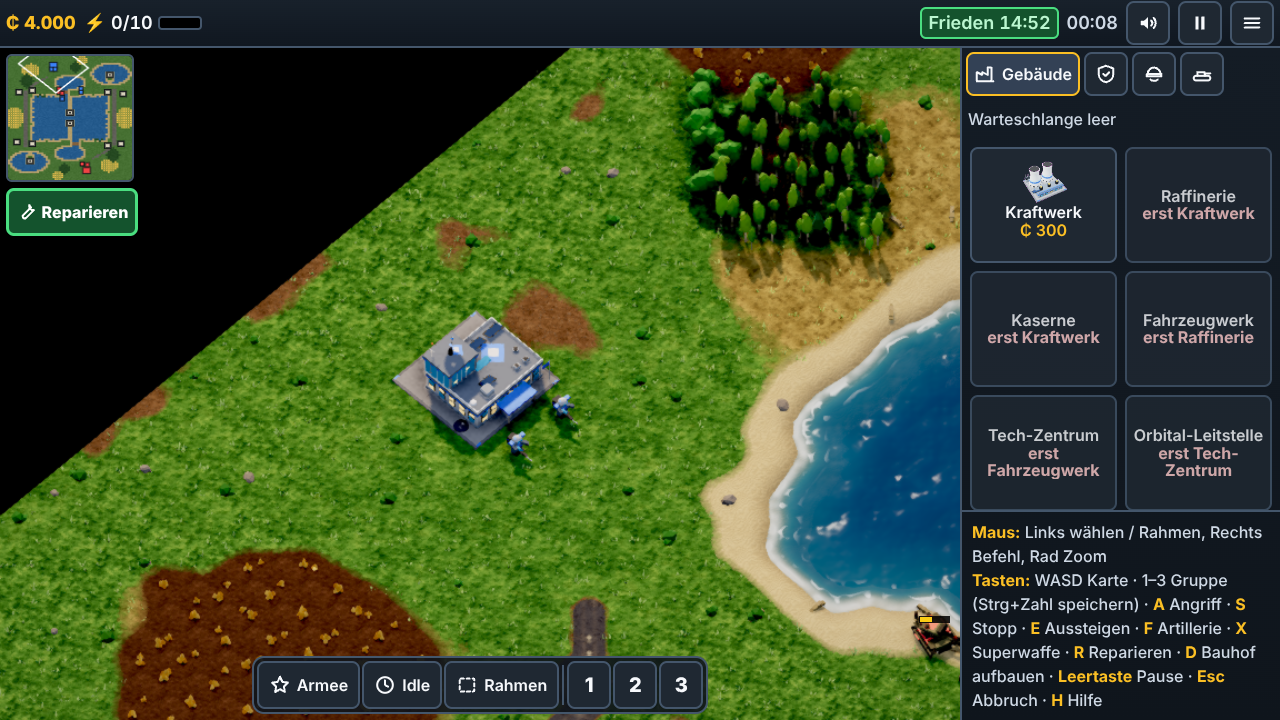 ₵ 4.000 ⚡ 0/10
Frieden 14:52 00:08
Reparieren
Gebäude
Warteschlange leer
Kraftwerk
₵ 300
Raffinerie
erst Kraftwerk
Kaserne
erst Kraftwerk
Fahrzeugwerk
erst Raffinerie
Tech-Zentrum
erst
Fahrzeugwerk
Orbital-Leitstelle
erst Tech-
Zentrum
Maus: Links wählen / Rahmen, Rechts
Befehl, Rad Zoom
Tasten: WASD Karte · 1–3 Gruppe
(Strg+Zahl speichern) · A Angriff · S
Stopp · E Aussteigen · F Artillerie · X
Superwaffe · R Reparieren · D Bauhof
aufbauen · Leertaste Pause · Esc
Abbruch · H Hilfe
Armee Idle Rahmen 1 2 3